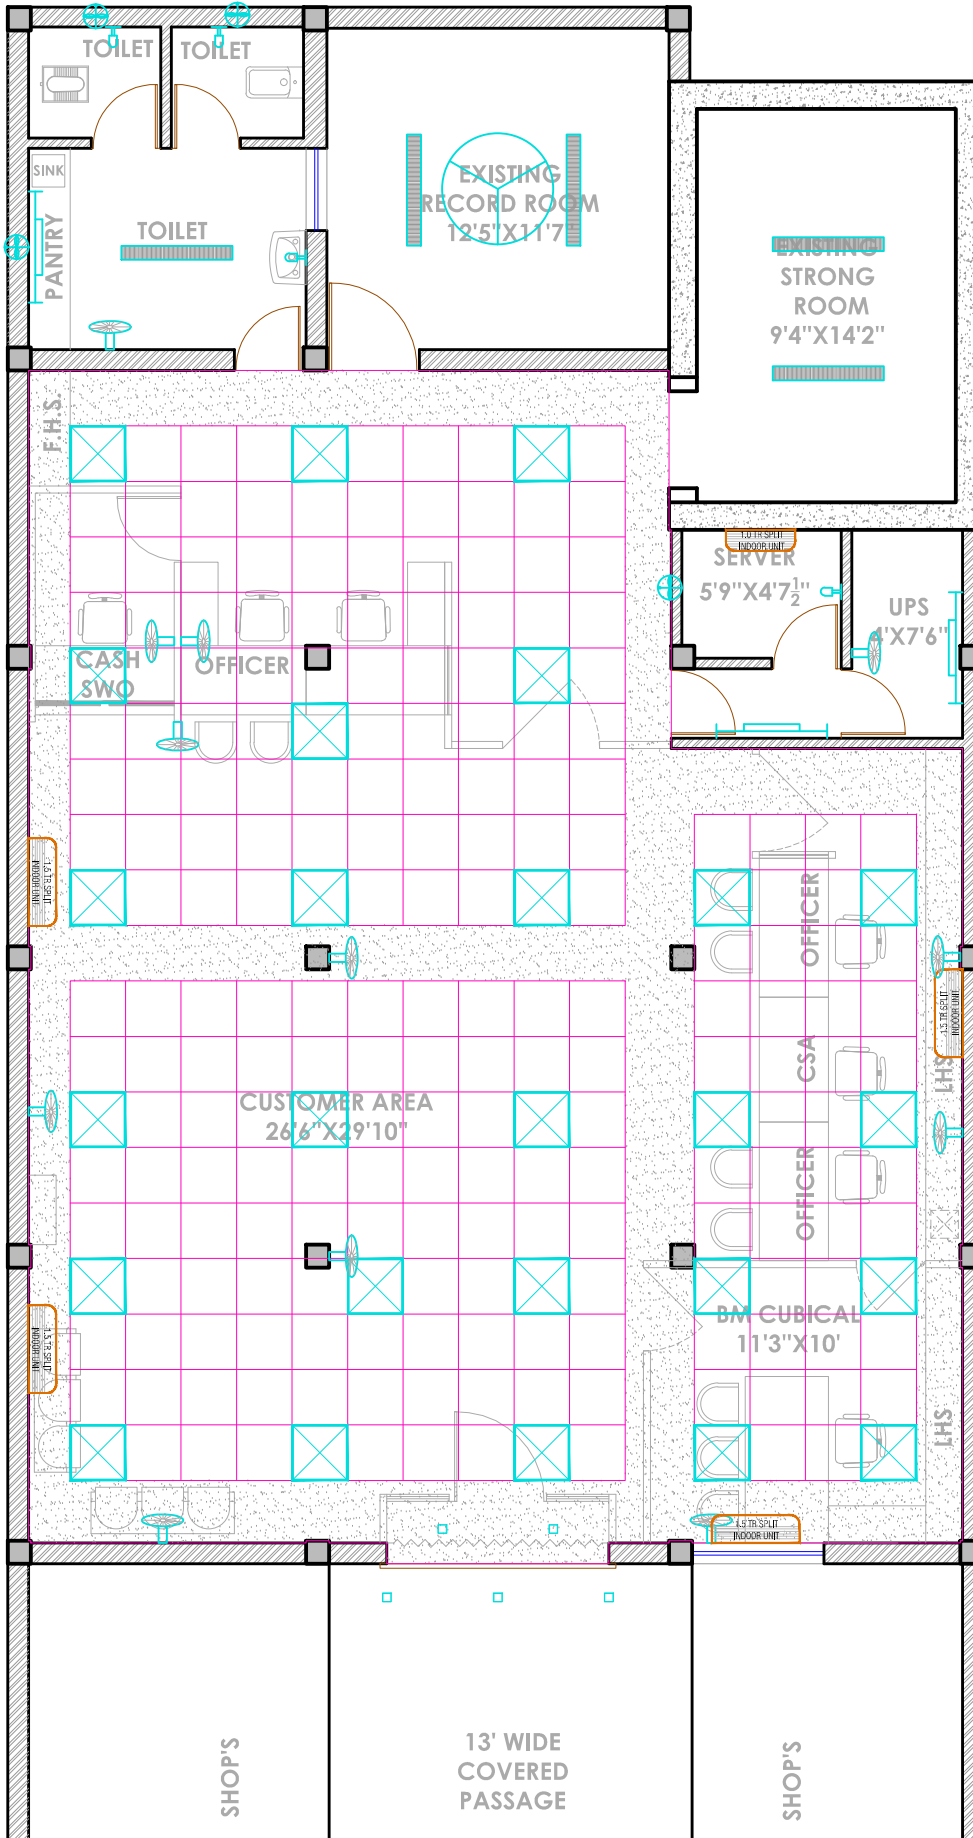 TOILET
TOILET
SINK
PANTRY
TOILET
EXISTING
RECORD ROOM
12'5"X11'7"
EXISTING
STRONG
ROOM
9'4"X14'2"
F.H.S.
1.0 TR SPLIT
INDOOR UNIT
SERVER
5'9"X4'7½"
UPS
4'X7'6"
CASH
SWO
OFFICER
1.5 TR SPLIT
INDOOR UNIT
OFFICER
1.5 TR SPLIT
INDOOR UNIT
CSA
LHS
CUSTOMER AREA
26'6"X29'10"
OFFICER
1.5 TR SPLIT
INDOOR UNIT
BM CUBICAL
11'3"X10'
LHS
1.5 TR SPLIT
INDOOR UNIT
SHOP'S
13' WIDE
COVERED
PASSAGE
SHOP'S